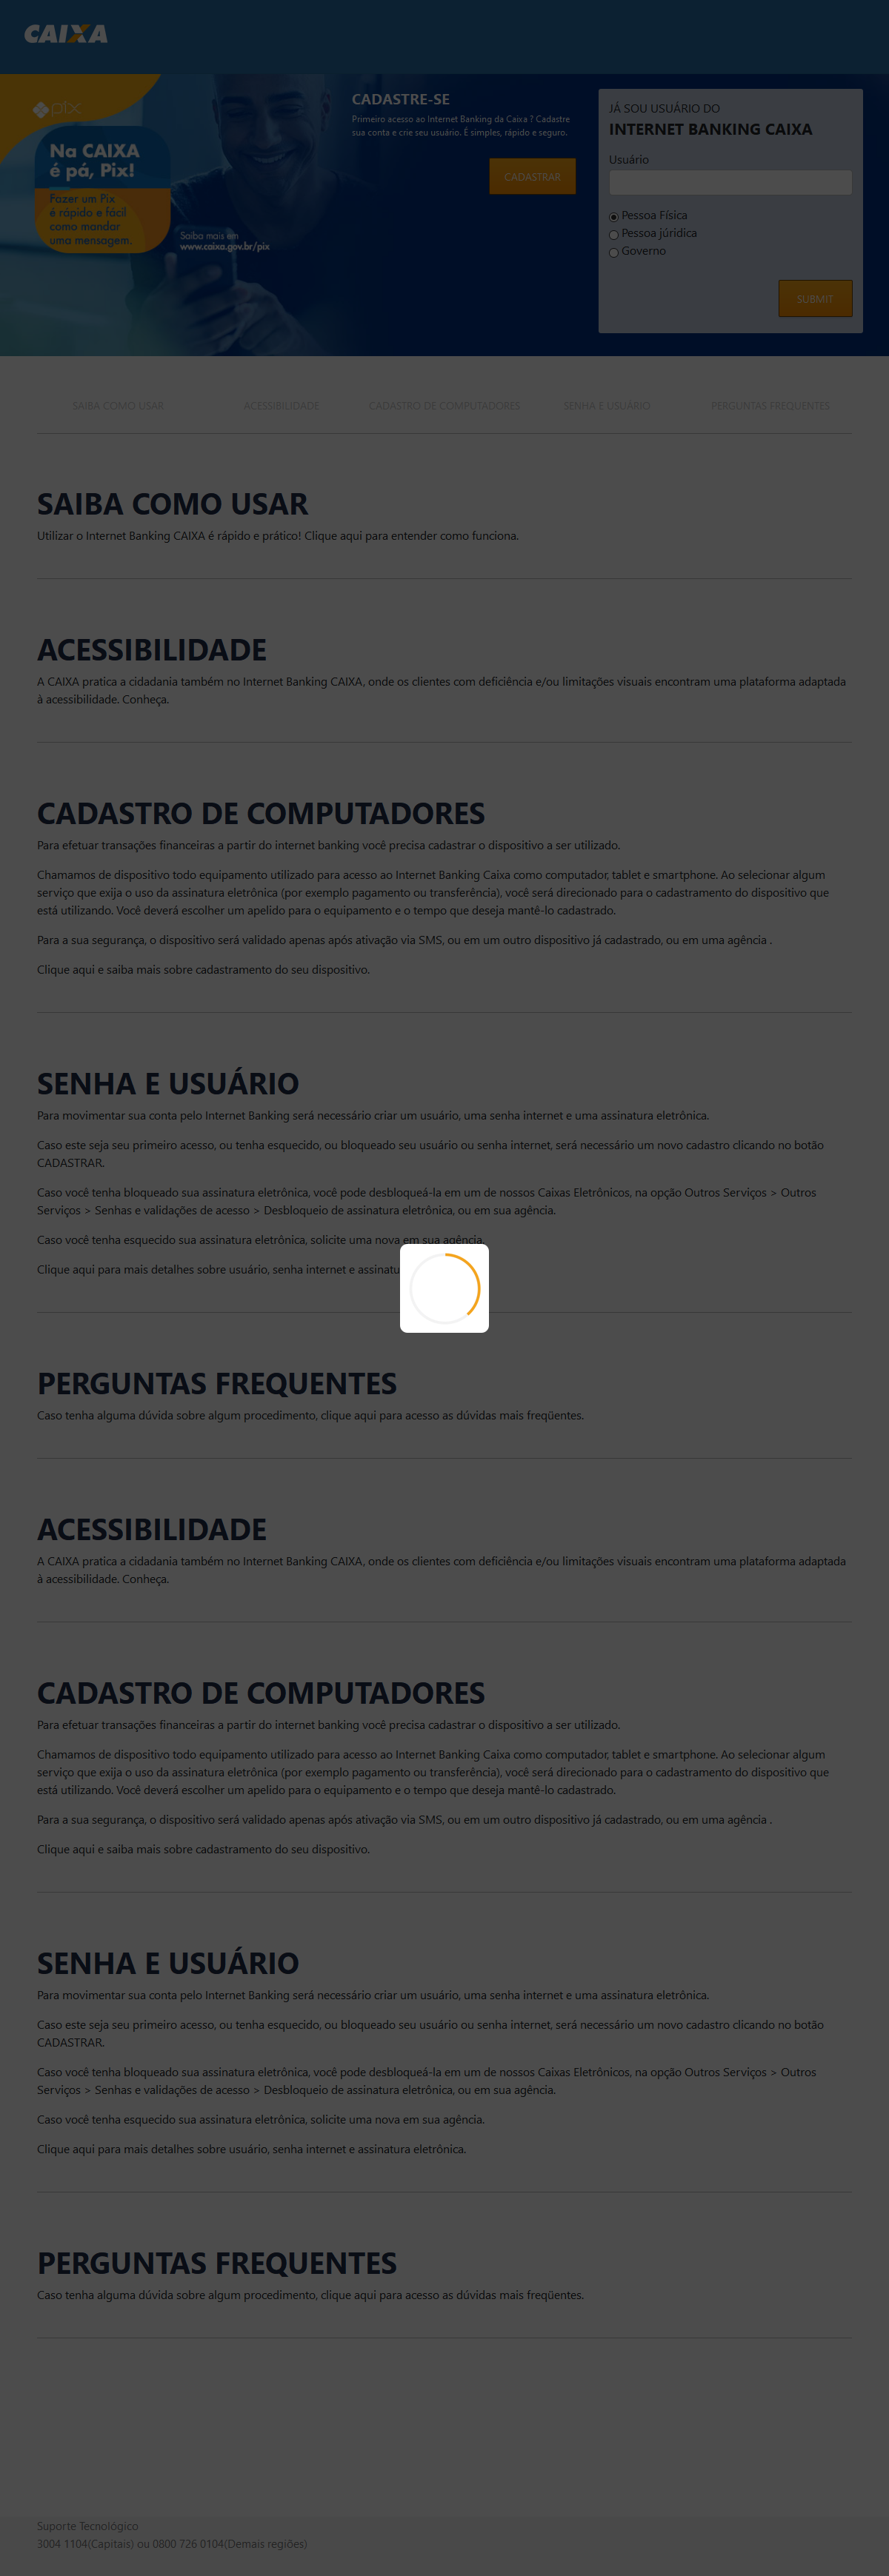 CAIXA
pix
Na CAIXA
é pá, Pix!
Fazer um Pix
é rápido e fácil
como mandar
uma mensagem.
Saiba mais em
www.caixa.gov.br/pix
CADASTRE-SE
Primeiro acesso ao Internet Banking da Caixa ? Cadastre
sua conta e crie seu usuário. É simples, rápido e seguro.
CADASTRAR
JÁ SOU USUÁRIO DO
INTERNET BANKING CAIXA
Usuário
Pessoa Física
Pessoa júridica
Governo
SUBMIT
SAIBA COMO USAR ACESSIBILIDADE CADASTRO DE COMPUTADORES SENHA E USUÁRIO PERGUNTAS FREQUENTES
SAIBA COMO USAR
Utilizar o Internet Banking CAIXA é rápido e prático! Clique aqui para entender como funciona.
ACESSIBILIDADE
A CAIXA pratica a cidadania também no Internet Banking CAIXA, onde os clientes com deficiência e/ou limitações visuais encontram uma plataforma adaptada
à acessibilidade. Conheça.
CADASTRO DE COMPUTADORES
Para efetuar transações financeiras a partir do internet banking você precisa cadastrar o dispositivo a ser utilizado.
Chamamos de dispositivo todo equipamento utilizado para acesso ao Internet Banking Caixa como computador, tablet e smartphone. Ao selecionar algum
serviço que exija o uso da assinatura eletrônica (por exemplo pagamento ou transferência), você será direcionado para o cadastramento do dispositivo que
está utilizando. Você deverá escolher um apelido para o equipamento e o tempo que deseja mantê-lo cadastrado.
Para a sua segurança, o dispositivo será validado apenas após ativação via SMS, ou em um outro dispositivo já cadastrado, ou em uma agência .
Clique aqui e saiba mais sobre cadastramento do seu dispositivo.
SENHA E USUÁRIO
Para movimentar sua conta pelo Internet Banking será necessário criar um usuário, uma senha internet e uma assinatura eletrônica.
Caso este seja seu primeiro acesso, ou tenha esquecido, ou bloqueado seu usuário ou senha internet, será necessário um novo cadastro clicando no botão
CADASTRAR.
Caso você tenha bloqueado sua assinatura eletrônica, você pode desbloqueá-la em um de nossos Caixas Eletrônicos, na opção Outros Serviços > Outros
Serviços > Senhas e validações de acesso > Desbloqueio de assinatura eletrônica, ou em sua agência.
Caso você tenha esquecido sua assinatura eletrônica, solicite uma nova em sua agência.
Clique aqui para mais detalhes sobre usuário, senha internet e assinatu
PERGUNTAS FREQUENTES
Caso tenha alguma dúvida sobre algum procedimento, clique aqui para acesso as dúvidas mais freqüentes.
ACESSIBILIDADE
A CAIXA pratica a cidadania também no Internet Banking CAIXA, onde os clientes com deficiência e/ou limitações visuais encontram uma plataforma adaptada
à acessibilidade. Conheça.
CADASTRO DE COMPUTADORES
Para efetuar transações financeiras a partir do internet banking você precisa cadastrar o dispositivo a ser utilizado.
Chamamos de dispositivo todo equipamento utilizado para acesso ao Internet Banking Caixa como computador, tablet e smartphone. Ao selecionar algum
serviço que exija o uso da assinatura eletrônica (por exemplo pagamento ou transferência), você será direcionado para o cadastramento do dispositivo que
está utilizando. Você deverá escolher um apelido para o equipamento e o tempo que deseja mantê-lo cadastrado.
Para a sua segurança, o dispositivo será validado apenas após ativação via SMS, ou em um outro dispositivo já cadastrado, ou em uma agência .
Clique aqui e saiba mais sobre cadastramento do seu dispositivo.
SENHA E USUÁRIO
Para movimentar sua conta pelo Internet Banking será necessário criar um usuário, uma senha internet e uma assinatura eletrônica.
Caso este seja seu primeiro acesso, ou tenha esquecido, ou bloqueado seu usuário ou senha internet, será necessário um novo cadastro clicando no botão
CADASTRAR.
Caso você tenha bloqueado sua assinatura eletrônica, você pode desbloqueá-la em um de nossos Caixas Eletrônicos, na opção Outros Serviços > Outros
Serviços > Senhas e validações de acesso > Desbloqueio de assinatura eletrônica, ou em sua agência.
Caso você tenha esquecido sua assinatura eletrônica, solicite uma nova em sua agência.
Clique aqui para mais detalhes sobre usuário, senha internet e assinatura eletrônica.
PERGUNTAS FREQUENTES
Caso tenha alguma dúvida sobre algum procedimento, clique aqui para acesso as dúvidas mais freqüentes.
Suporte Tecnológico
3004 1104(Capitais) ou 0800 726 0104(Demais regiões)